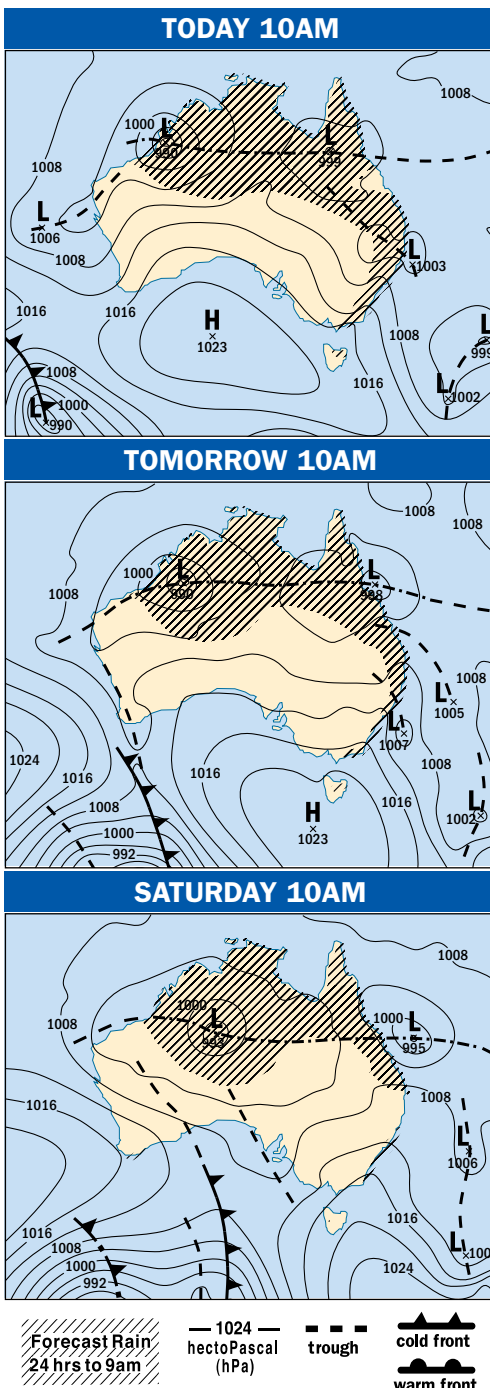 TODAY 10AM
1008
1008
1000
L
990
L
999
L
1006
1008
L
1003
1016
1016
H
1023
1008
L
999
1008
1016
L
1002
1000
L
990
TOMORROW 10AM
1008
1008
1000
L
990
L
998
1008
1008
L
1005
L
1007
1024
1016
1016
1008
1016
1008
H
1023
L
1002
1000
992
SATURDAY 10AM
1000
L
993
1000
L
995
1008
1008
1016
L
1006
1016
1016
1008
L
1000
1024
992
Forecast Rain
24 hrs to 9am
1024
hectoPascal
(hPa)
trough
cold front
warm front